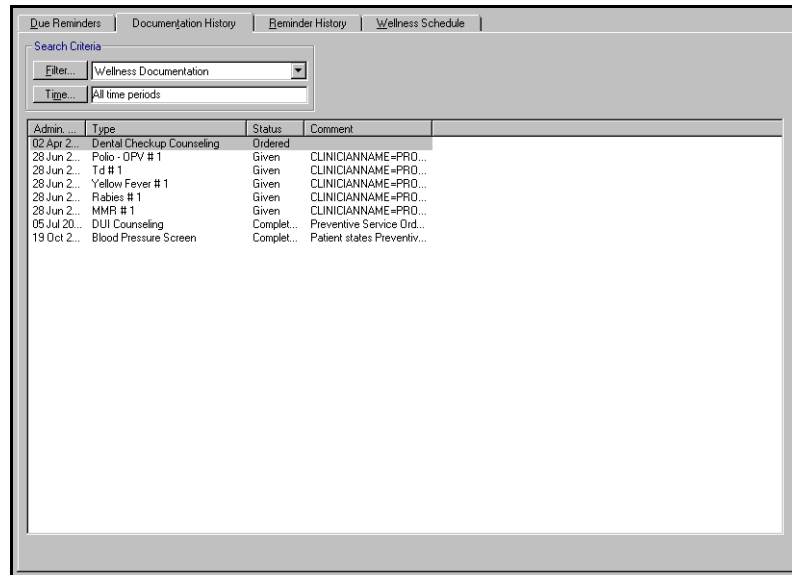 Due Reminders Documentation History Reminder History Wellness Schedule
Search Criteria
Filter... Wellness Documentation
Time... All time periods
Admin. ... Type Status Comment
02 Apr 2... Dental Checkup Counseling Ordered
28 Jun 2... Polio - OPV # 1 Given CLINICIANNAME=PRO...
28 Jun 2... Td # 1 Given CLINICIANNAME=PRO...
28 Jun 2... Yellow Fever # 1 Given CLINICIANNAME=PRO...
28 Jun 2... Rabies # 1 Given CLINICIANNAME=PRO...
28 Jun 2... MMR # 1 Given CLINICIANNAME=PRO...
05 Jul 20... DUI Counseling Complet... Preventive Service Ord...
19 Oct 2... Blood Pressure Screen Complet... Patient states Preventiv...